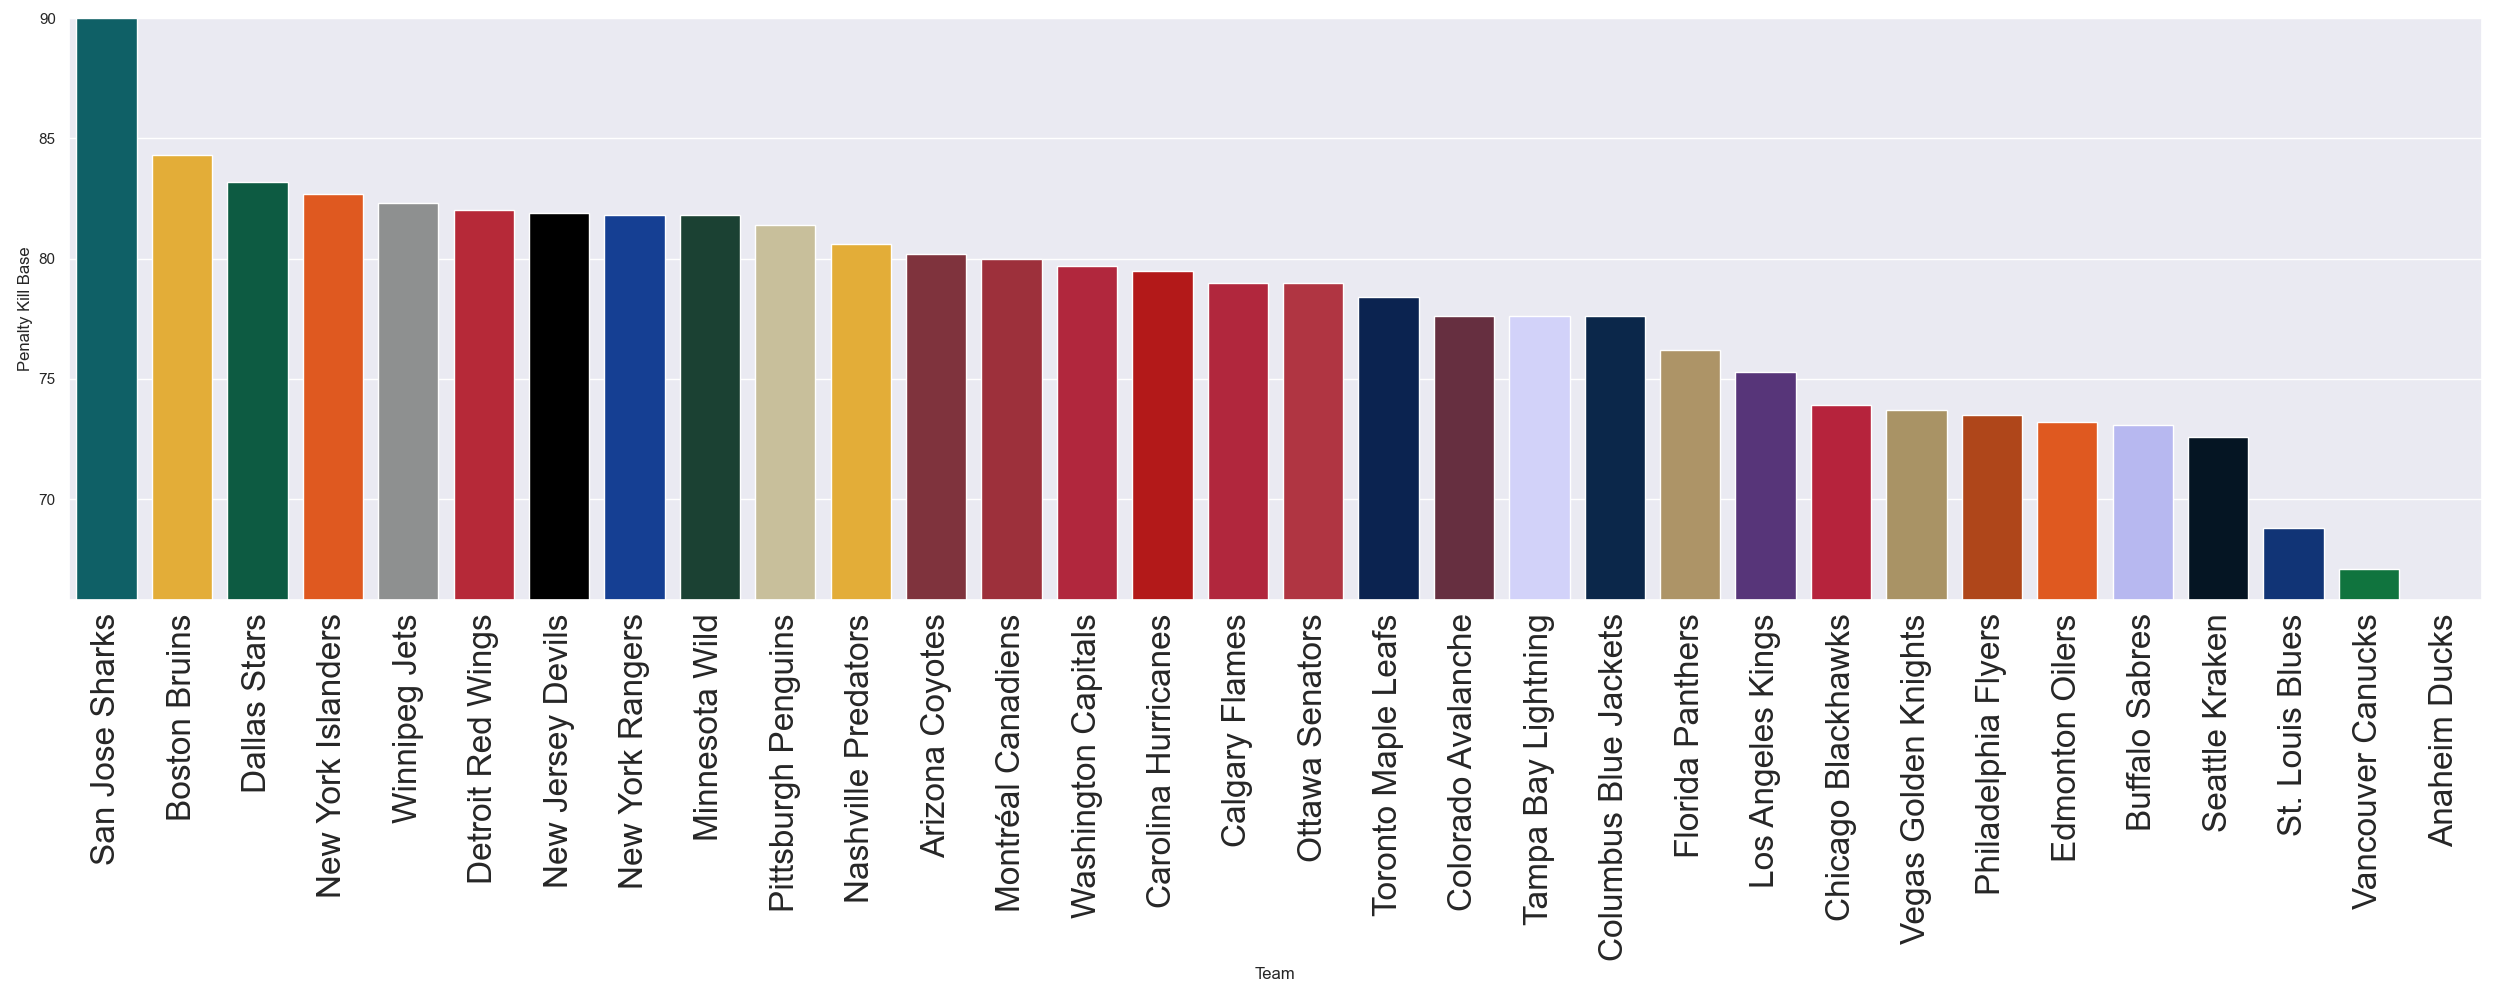 90
85
80
75
70
Penalty Kill Base
San Jose Sharks
Boston Bruins
Dallas Stars
New York Islanders
Winnipeg Jets
Detroit Red Wings
New Jersey Devils
New York Rangers
Minnesota Wild
Pittsburgh Penguins
Nashville Predators
Arizona Coyotes
Montréal Canadiens
Washington Capitals
Carolina Hurricanes
Calgary Flames
Ottawa Senators
Toronto Maple Leafs
Colorado Avalanche
Tampa Bay Lightning
Columbus Blue Jackets
Florida Panthers
Los Angeles Kings
Chicago Blackhawks
Vegas Golden Knights
Philadelphia Flyers
Edmonton Oilers
Buffalo Sabres
Seattle Kraken
St. Louis Blues
Vancouver Canucks
Anaheim Ducks
Team